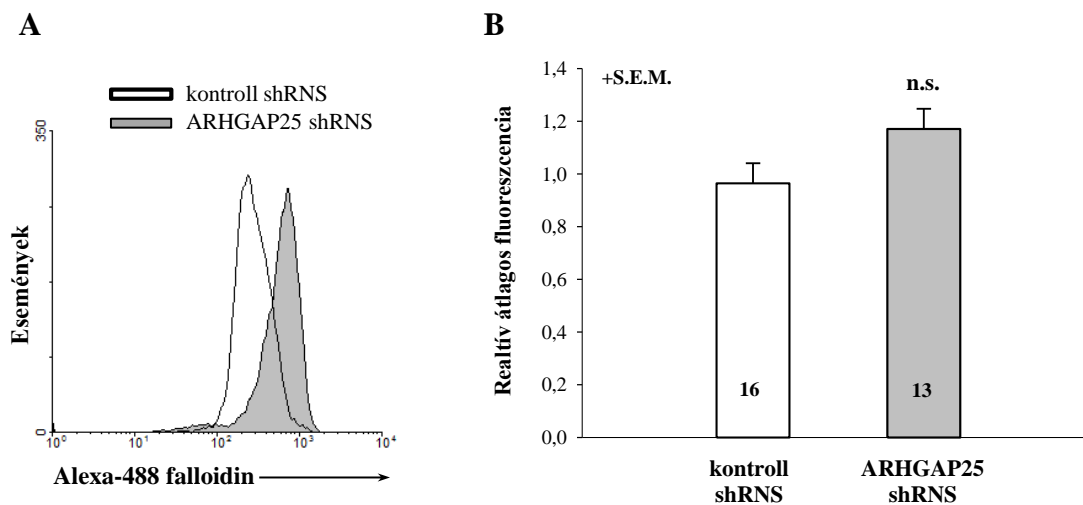 A
kontroll shRNS
ARHGAP25 shRNS
350
Események
0
10⁰ 10¹ 10² 10³ 10⁴
Alexa-488 falloidin
B
Realtív átlagos fluoreszcencia
1,4
1,2
1,0
0,8
0,6
0,4
0,2
0,0
+S.E.M.
n.s.
16
13
kontroll
shRNS
ARHGAP25
shRNS